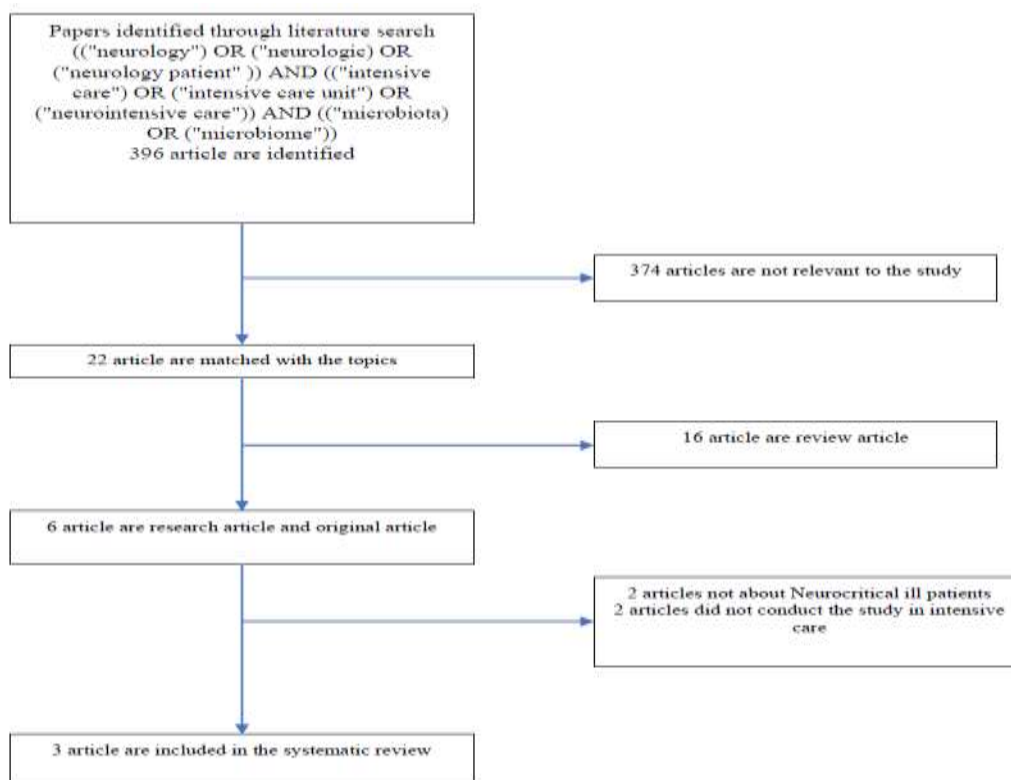 Papers identified through literature search
(("neurology") OR ("neurologic) OR
("neurology patient" )) AND (("intensive
care") OR ("intensive care unit") OR
("neurointensive care")) AND (("microbiota)
OR ("microbiome"))
396 article are identified
374 articles are not relevant to the study
22 article are matched with the topics
16 article are review article
6 article are research article and original article
2 articles not about Neurocritical ill patients
2 articles did not conduct the study in intensive
care
3 article are included in the systematic review